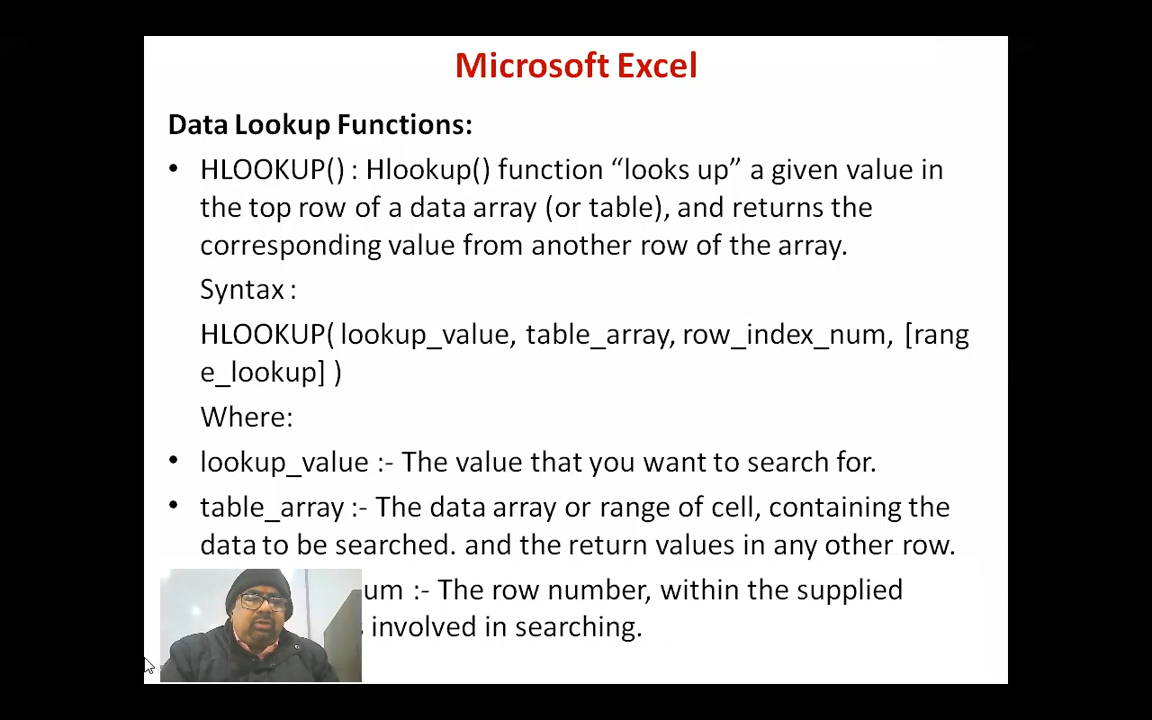 Microsoft Excel
Data Lookup Functions:
• HLOOKUP() : Hlookup() function “looks up” a given value in
the top row of a data array (or table), and returns the
corresponding value from another row of the array.
Syntax :
HLOOKUP( lookup_value, table_array, row_index_num, [rang
e_lookup] )
Where:
• lookup_value :- The value that you want to search for.
• table_array :- The data array or range of cell, containing the
data to be searched. and the return values in any other row.
um :- The row number, within the supplied
involved in searching.